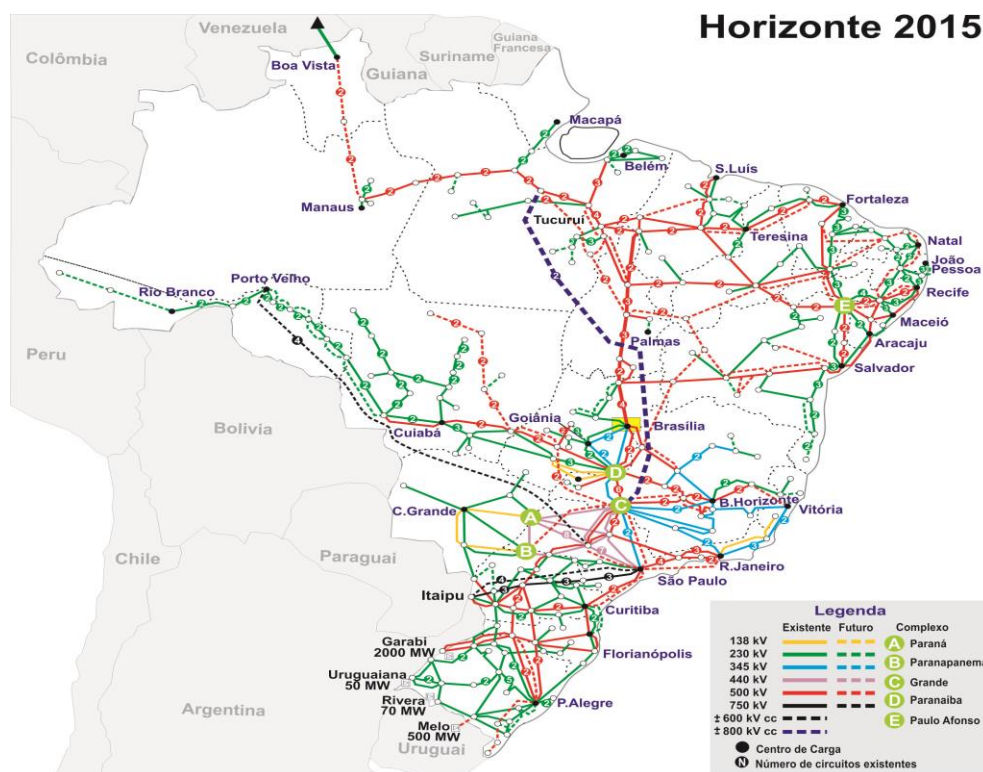 Horizonte 2015
Venezuela
Guiana
Francesa
Colômbia
Suriname
Boa Vista
Guiana
Macapá
Belém
S.Luís
Manaus
Fortaleza
Tucuruí
Teresina
Natal
João
Pessoa
Porto Velho
Rio Branco
Recife
Maceió
Palmas
Aracaju
Peru
Salvador
Goiânia
Brasília
Cuiabá
Bolívia
B.Horizonte
Vitória
C.Grande
A
B
C
D
E
Chile
Paraguai
R.Janeiro
São Paulo
Itaipu
Curitiba
Garabi
2000 MW
Florianópolis
Uruguaiana
50 MW
Rivera
70 MW
P.Alegre
Melo
500 MW
Argentina
Uruguai
Legenda
Existente Futuro Complexo
138 kV A Paraná
230 kV B Paranapanema
345 kV C Grande
440 kV D Paranaiba
500 kV E Paulo Afonso
750 kV
± 600 kV cc
± 800 kV cc
Centro de Carga
N Número de circuitos existentes